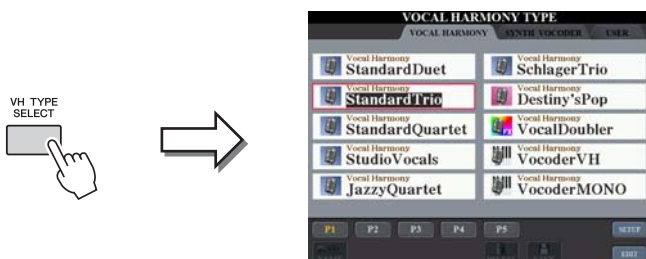 VH TYPE
SELECT
VOCAL HARMONY TYPE
VOCAL HARMONY SYNTH VOCODER USER
Vocal Harmony
StandardDuet
Vocal Harmony
SchlagerTrio
Vocal Harmony
StandardTrio
Vocal Harmony
Destiny'sPop
Vocal Harmony
StandardQuartet
Vocal Harmony
VocalDoubler
Vocal Harmony
StudioVocals
Vocal Harmony
VocoderVH
Vocal Harmony
JazzyQuartet
Vocal Harmony
VocoderMONO
P1 P2 P3 P4 P5 SETUP
EDIT